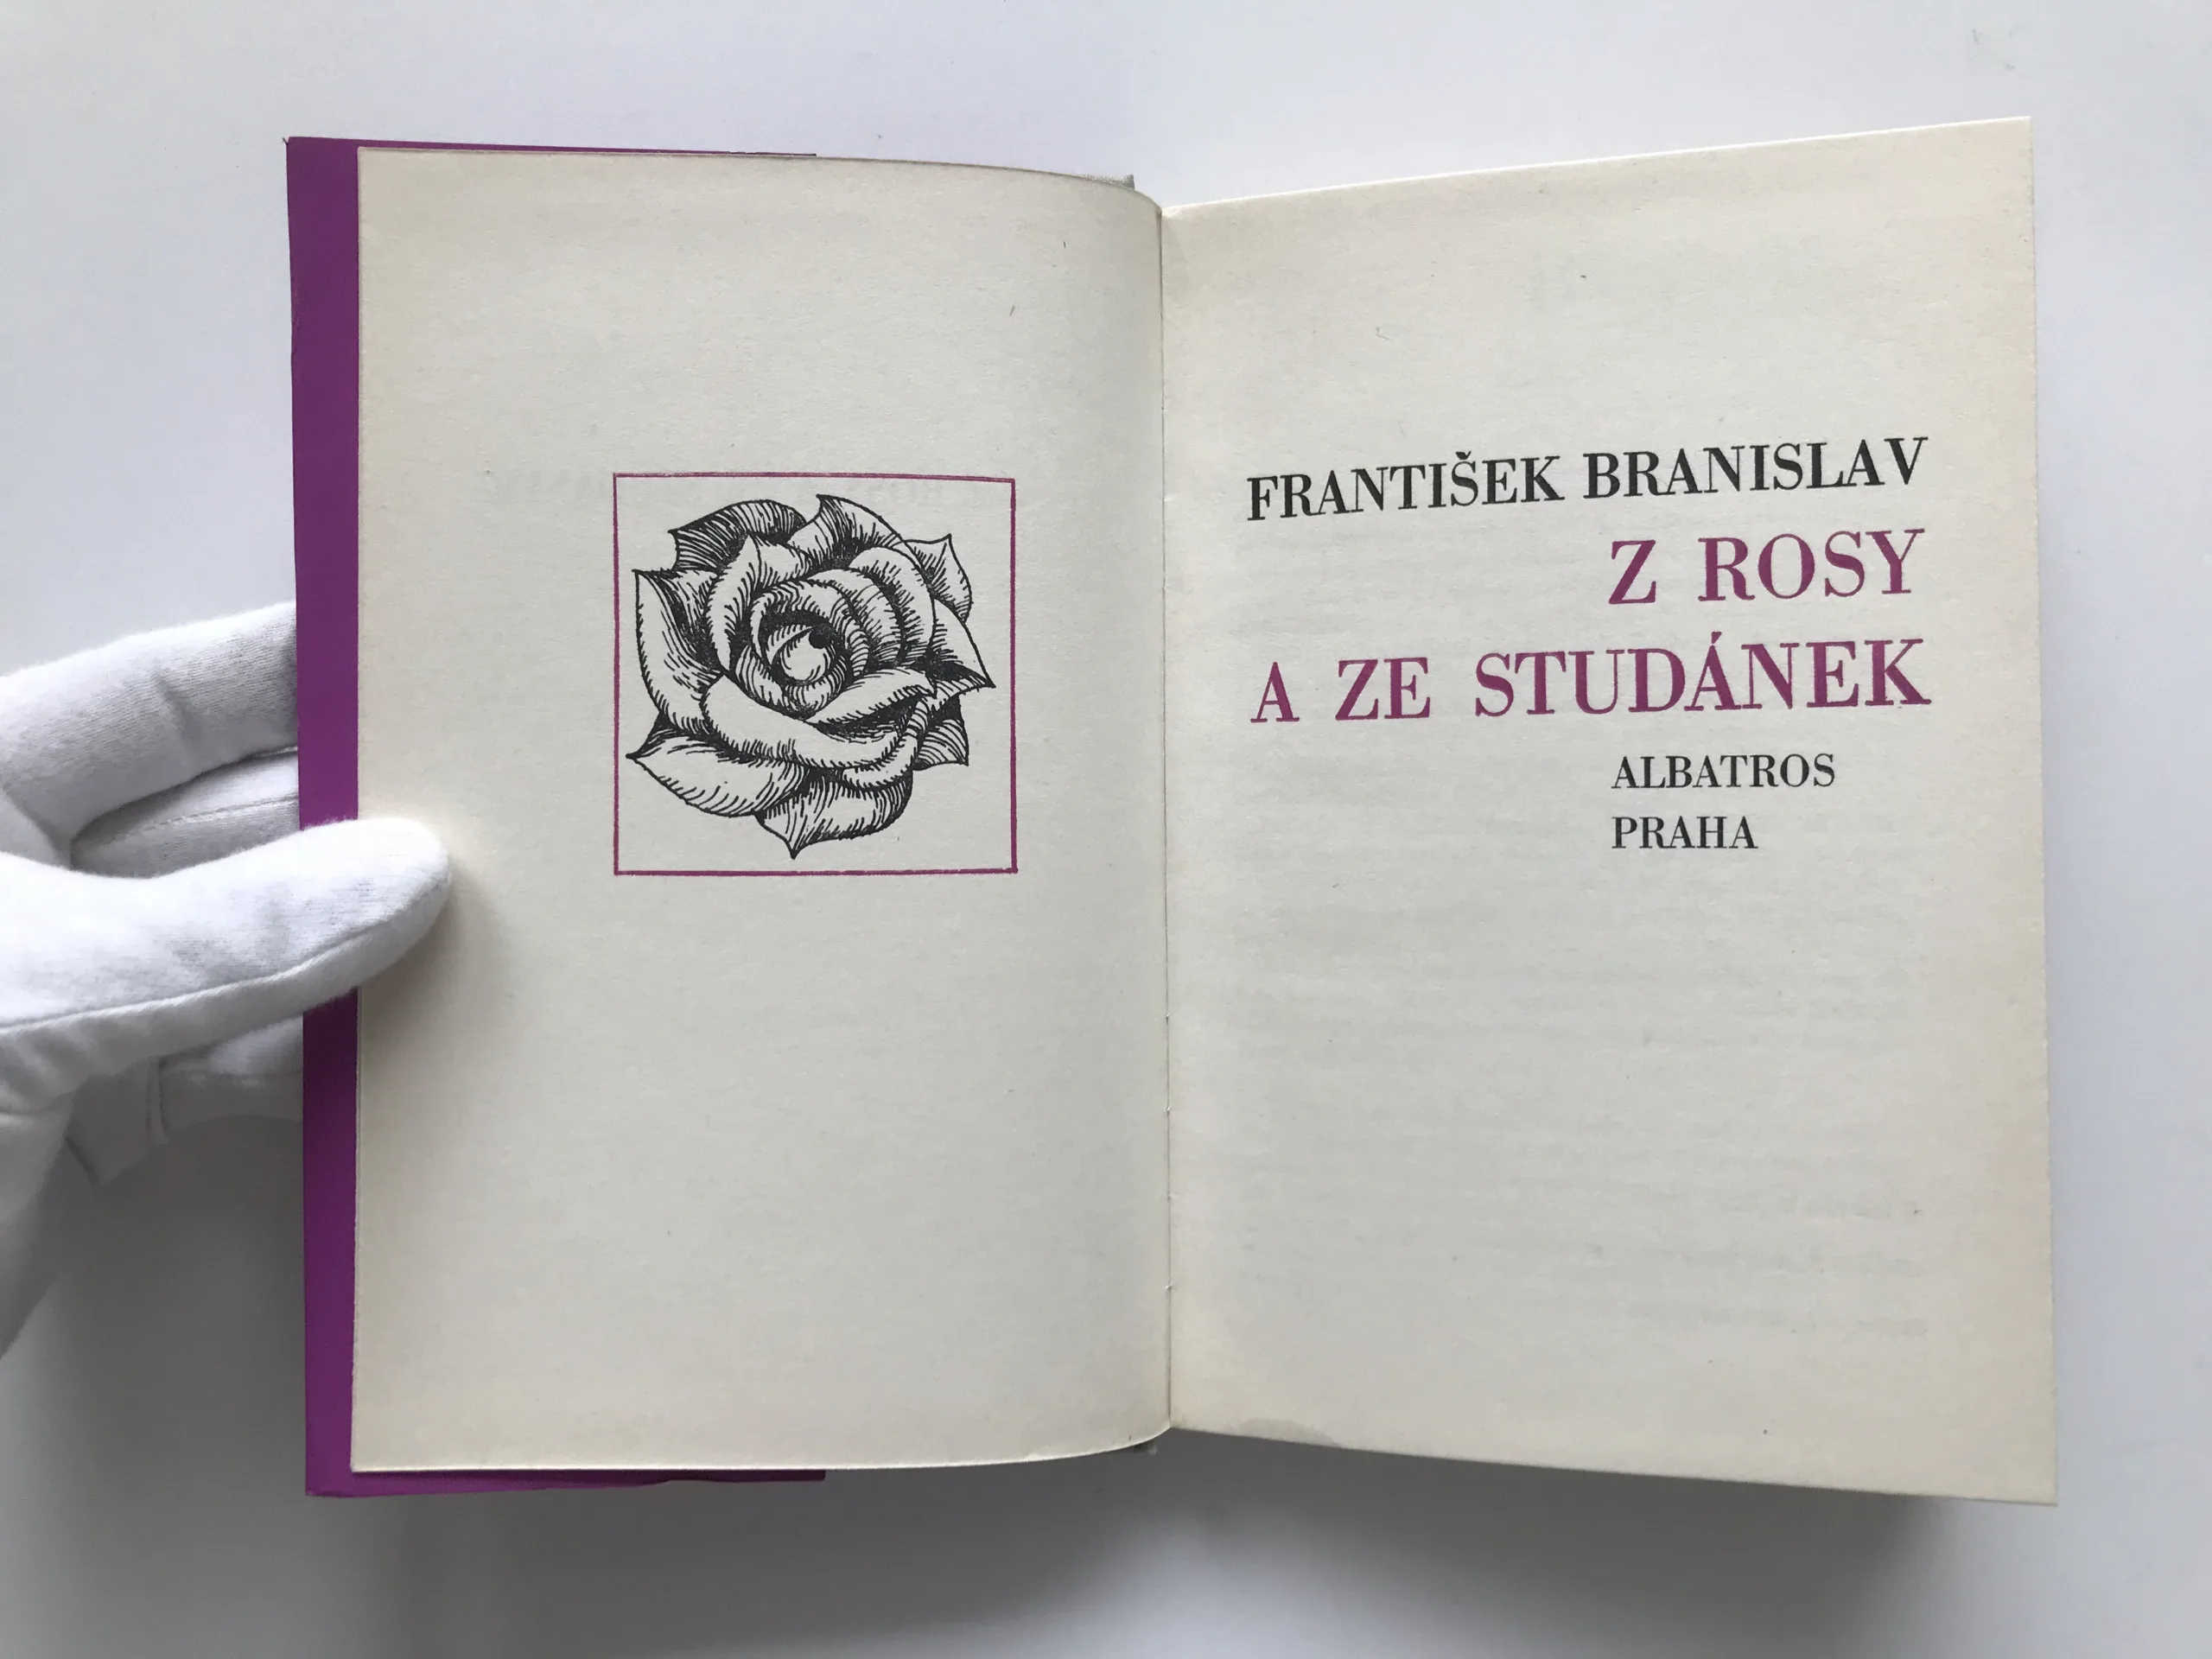 FRANTIŠEK BRANISLAV
Z ROSY
A ZE STUDÁNEK
ALBATROS
PRAHA